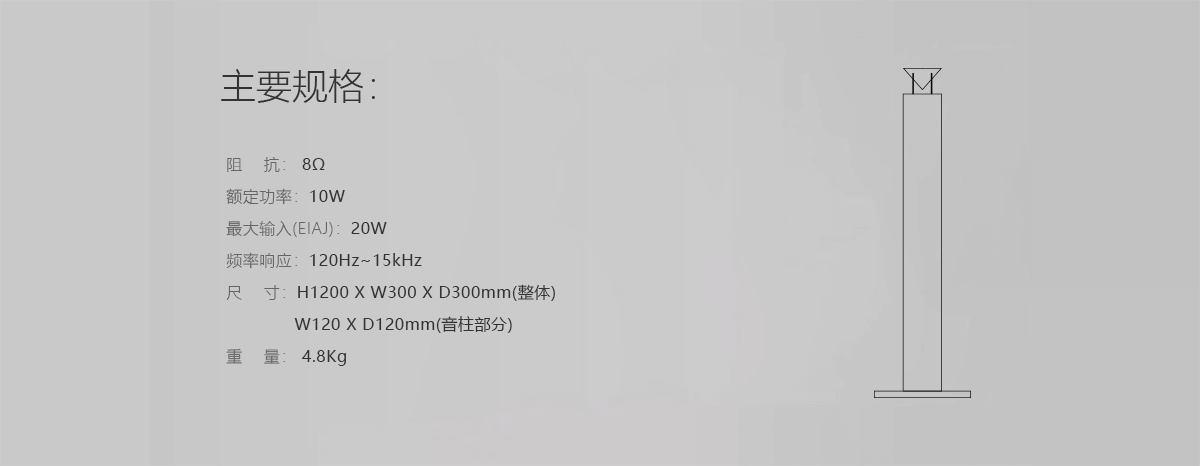 主要规格：
阻 抗： 8Ω
额定功率：10W
最大输入(EIAJ)：20W
频率响应：120Hz~15kHz
尺 寸：H1200 X W300 X D300mm(整体)
W120 X D120mm(音柱部分)
重 量： 4.8Kg